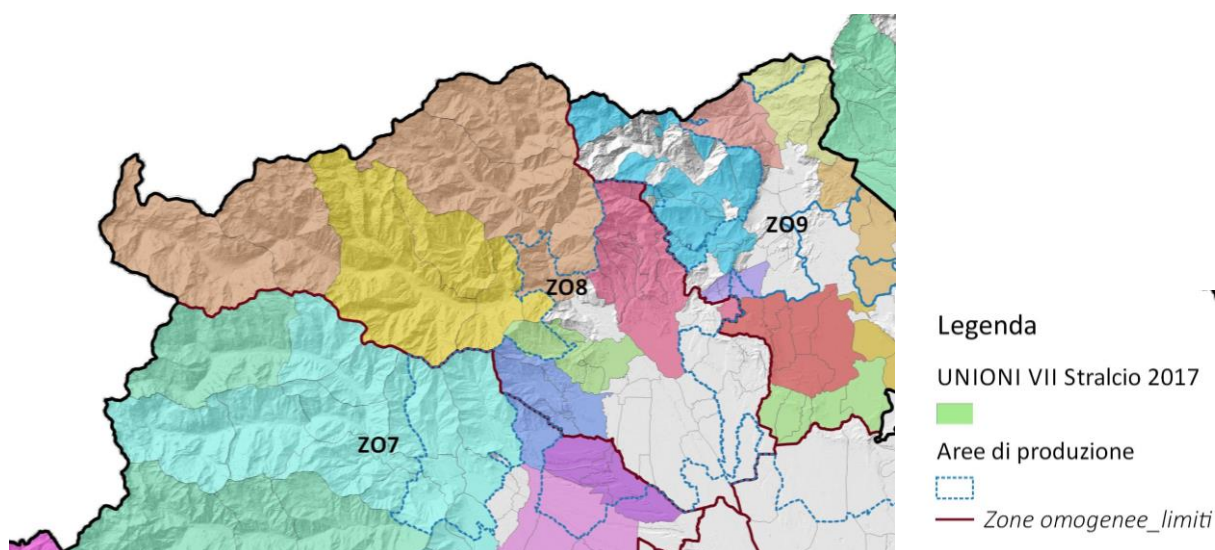 ZO9
ZO8
ZO7
Legenda
UNIONI VII Stralcio 2017
Aree di produzione
Zone omogenee_limiti